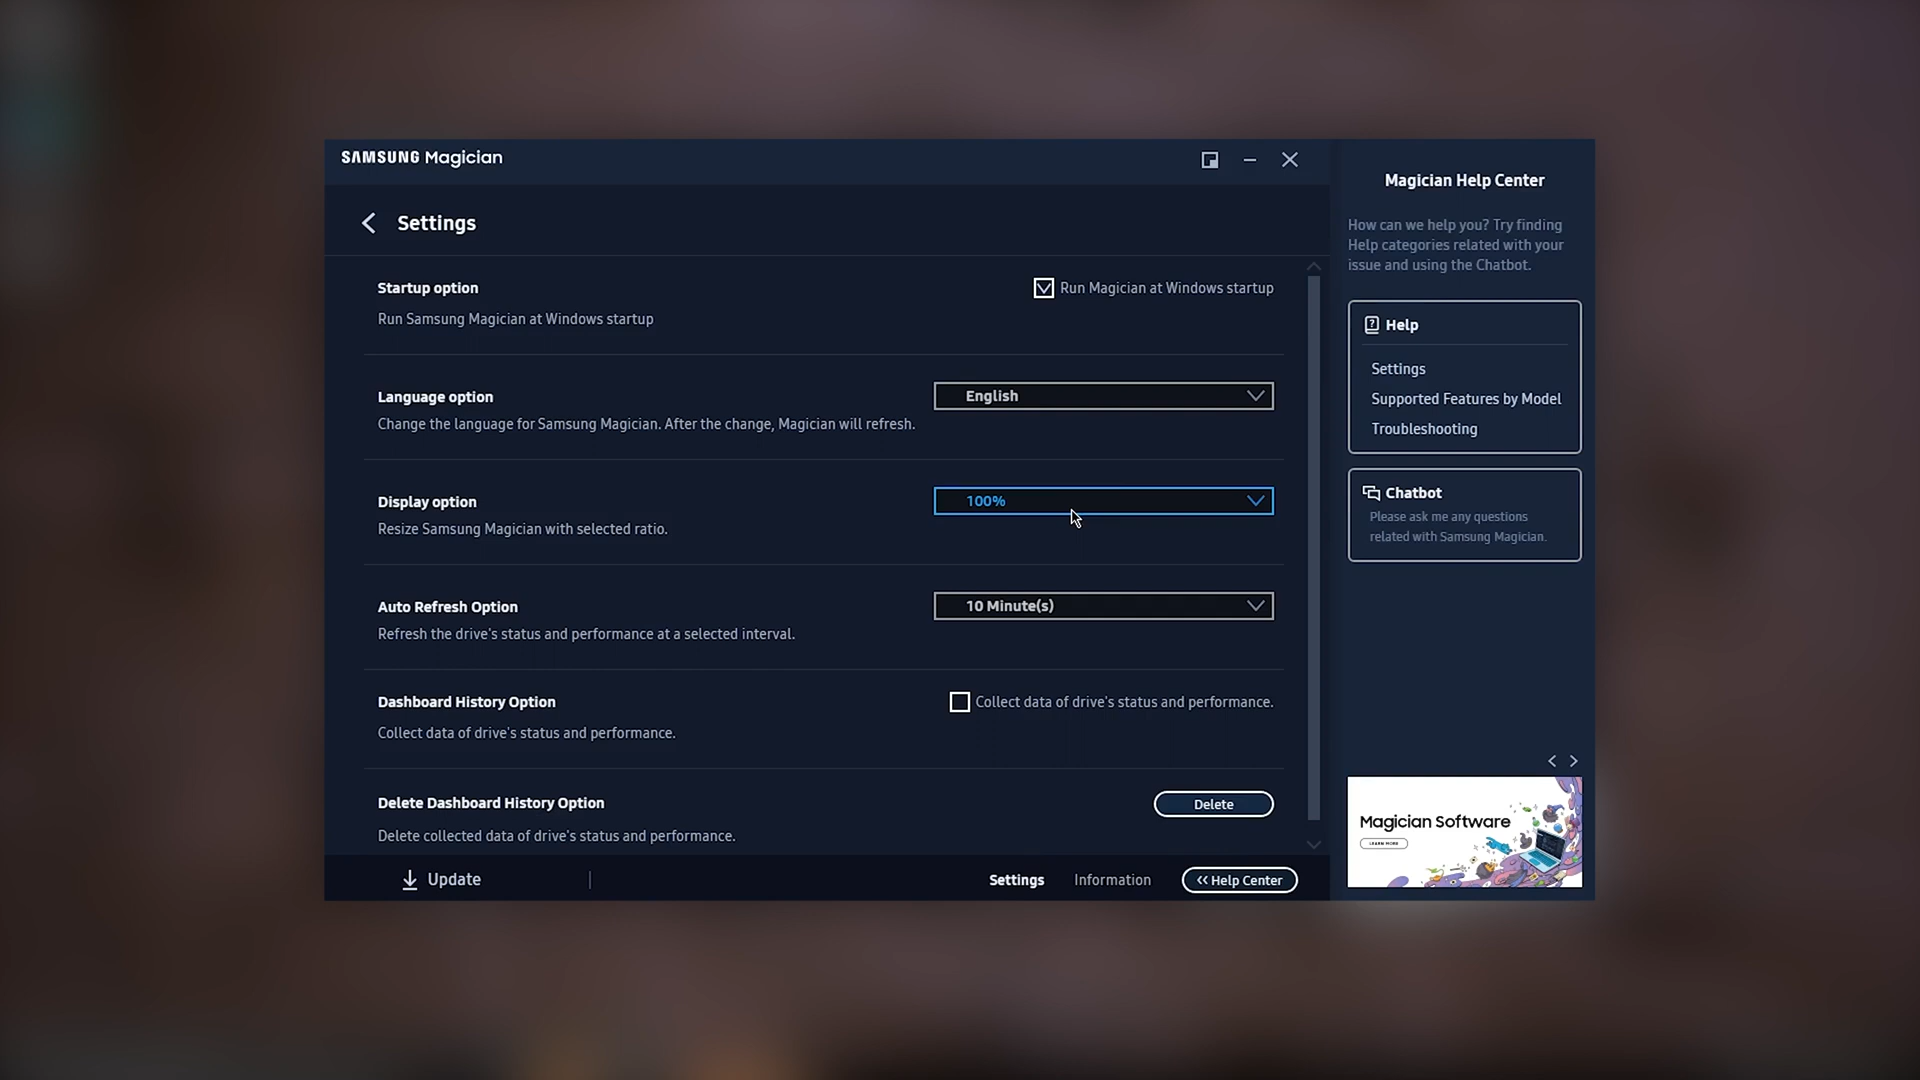 SAMSUNG Magician
Settings
Startup option
Run Magician at Windows startup
Run Samsung Magician at Windows startup
Language option
English
Change the language for Samsung Magician. After the change, Magician will refresh.
Display option
100%
Resize Samsung Magician with selected ratio.
Auto Refresh Option
10 Minute(s)
Refresh the drive's status and performance at a selected interval.
Dashboard History Option
Collect data of drive's status and performance.
Collect data of drive's status and performance.
Delete Dashboard History Option
Delete
Delete collected data of drive's status and performance.
Update
Settings
Information
Help Center
Magician Help Center
How can we help you? Try finding
Help categories related with your
issue and using the Chatbot.
Help
Settings
Supported Features by Model
Troubleshooting
Chatbot
Please ask me any questions
related with Samsung Magician.
Magician Software
LEARN MORE